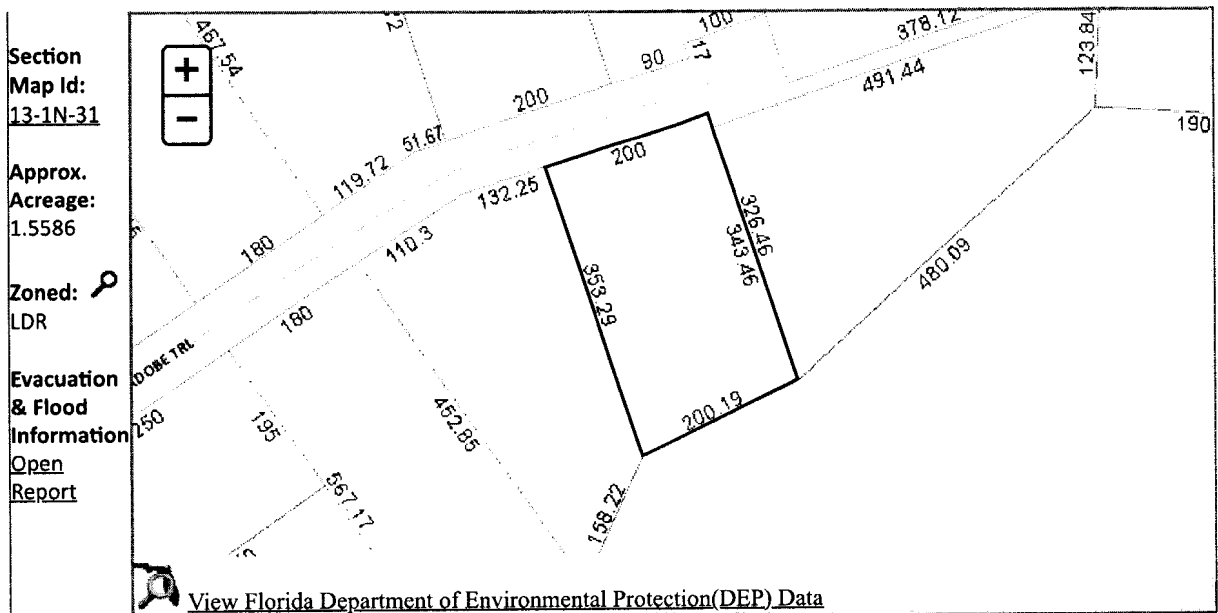 Section
Map Id:
13-1N-31
Approx.
Acreage:
1.5586
Zoned:
LDR
Evacuation
& Flood
Information
Open
Report
+
−
467.54
2
200
90
100
17
378.12
491.44
123.84
190
119.72
51.67
132.25
200
180
110.3
326.46
343.46
353.29
480.09
180
DOBE TRL
250
195
452.85
200.19
567.17
158.22
View Florida Department of Environmental Protection(DEP) Data